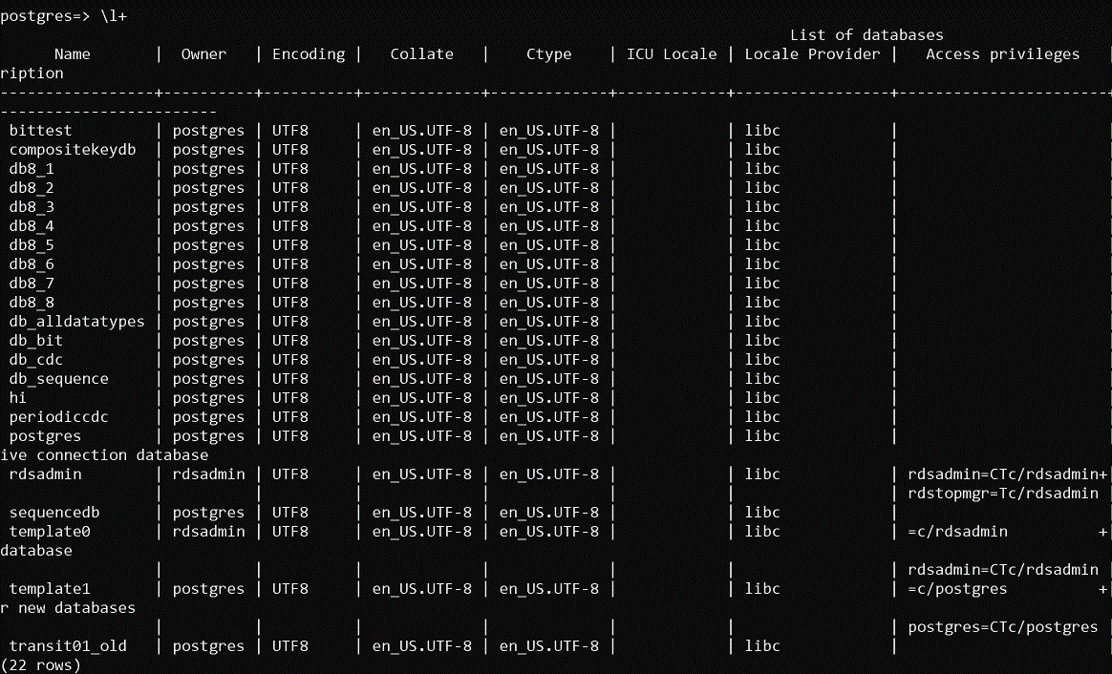 postgres=> \l+
                                                                                       List of databases
      Name       |  Owner   | Encoding |   Collate   |    Ctype    | ICU Locale | Locale Provider |   Access privileges   |
ription
-----------------+----------+----------+-------------+-------------+------------+-----------------+-----------------------+
------------------------
 bittest         | postgres | UTF8     | en_US.UTF-8 | en_US.UTF-8 |            | libc            |                       |
 compositekeydb  | postgres | UTF8     | en_US.UTF-8 | en_US.UTF-8 |            | libc            |                       |
 db8_1           | postgres | UTF8     | en_US.UTF-8 | en_US.UTF-8 |            | libc            |                       |
 db8_2           | postgres | UTF8     | en_US.UTF-8 | en_US.UTF-8 |            | libc            |                       |
 db8_3           | postgres | UTF8     | en_US.UTF-8 | en_US.UTF-8 |            | libc            |                       |
 db8_4           | postgres | UTF8     | en_US.UTF-8 | en_US.UTF-8 |            | libc            |                       |
 db8_5           | postgres | UTF8     | en_US.UTF-8 | en_US.UTF-8 |            | libc            |                       |
 db8_6           | postgres | UTF8     | en_US.UTF-8 | en_US.UTF-8 |            | libc            |                       |
 db8_7           | postgres | UTF8     | en_US.UTF-8 | en_US.UTF-8 |            | libc            |                       |
 db8_8           | postgres | UTF8     | en_US.UTF-8 | en_US.UTF-8 |            | libc            |                       |
 db_alldatatypes | postgres | UTF8     | en_US.UTF-8 | en_US.UTF-8 |            | libc            |                       |
 db_bit          | postgres | UTF8     | en_US.UTF-8 | en_US.UTF-8 |            | libc            |                       |
 db_cdc          | postgres | UTF8     | en_US.UTF-8 | en_US.UTF-8 |            | libc            |                       |
 db_sequence     | postgres | UTF8     | en_US.UTF-8 | en_US.UTF-8 |            | libc            |                       |
 hi              | postgres | UTF8     | en_US.UTF-8 | en_US.UTF-8 |            | libc            |                       |
 periodiccdc     | postgres | UTF8     | en_US.UTF-8 | en_US.UTF-8 |            | libc            |                       |
 postgres        | postgres | UTF8     | en_US.UTF-8 | en_US.UTF-8 |            | libc            |                       |
ive connection database
 rdsadmin        | rdsadmin | UTF8     | en_US.UTF-8 | en_US.UTF-8 |            | libc            | rdsadmin=CTc/rdsadmin+|
                 |          |          |             |             |            |                 | rdstopmgr=Tc/rdsadmin |
 sequencedb      | postgres | UTF8     | en_US.UTF-8 | en_US.UTF-8 |            | libc            |                       |
 template0       | rdsadmin | UTF8     | en_US.UTF-8 | en_US.UTF-8 |            | libc            | =c/rdsadmin          +|
database
                 |          |          |             |             |            |                 | rdsadmin=CTc/rdsadmin |
 template1       | postgres | UTF8     | en_US.UTF-8 | en_US.UTF-8 |            | libc            | =c/postgres          +|
r new databases
                 |          |          |             |             |            |                 | postgres=CTc/postgres |
 transit01_old   | postgres | UTF8     | en_US.UTF-8 | en_US.UTF-8 |            | libc            |                       |
(22 rows)